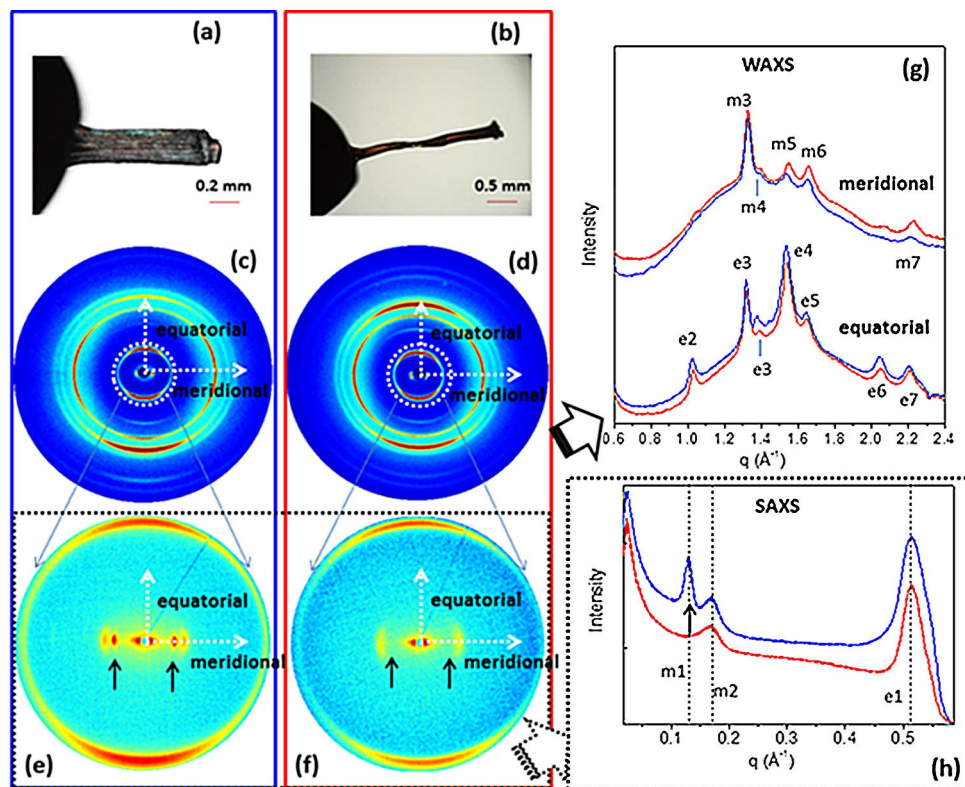 (a)
0.2 mm
(b)
0.5 mm
(c)
equatorial
meridional
(d)
equatorial
meridional
equatorial
meridional
(e)
equatorial
meridional
(f)
WAXS
(g)
m3
m5
m6
m4
meridional
m7
e4
e3
e5
equatorial
e2
e3
e6
e7
Intensity
0.6 0.8 1.0 1.2 1.4 1.6 1.8 2.0 2.2 2.4
q (Å⁻¹)
SAXS
Intensity
m1
m2
e1
0.1 0.2 0.3 0.4 0.5
q (Å⁻¹)
(h)